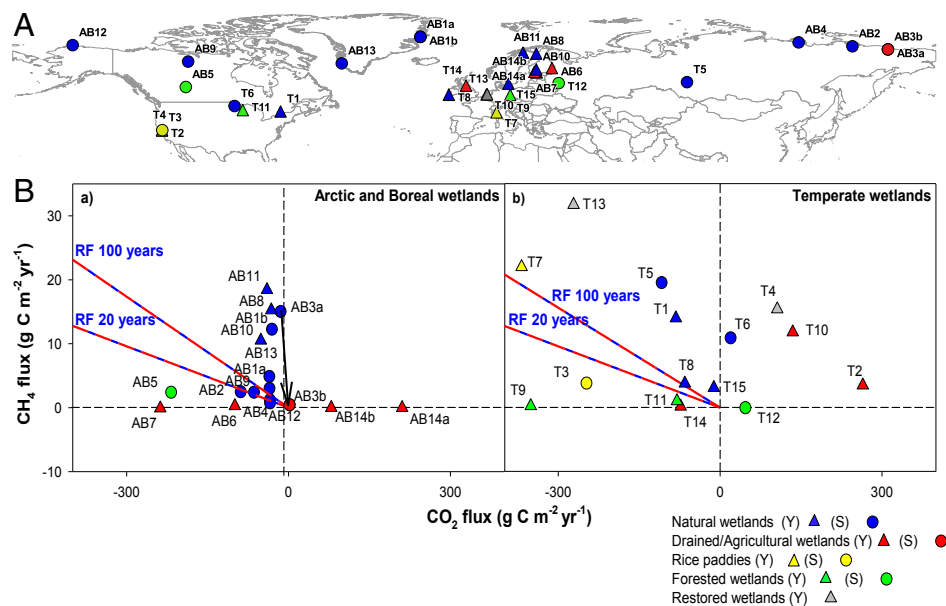 A
AB12
AB9
AB5
AB13
AB1a
AB1b
T6
T11
T1
T4
T3
T2
AB11
AB8
AB14b
AB10
AB14a
AB6
T14
T13
T12
T8
T15
AB7
T10
T9
T7
T5
AB4
AB2
AB3b
AB3a
B
a)
Arctic and Boreal wetlands
b)
Temperate wetlands
30
20
10
0
-10
CH4 flux (g C m-2 yr-1)
RF 100 years
RF 20 years
AB11
AB8
AB3a
AB1b
AB10
AB13
AB1a
AB9
AB5
AB2
AB3b
AB4
AB12
AB7
AB6
AB14b
AB14a
T13
T7
T5
RF 100 years
T1
T4
RF 20 years
T6
T10
T3
T8
T2
T9
T11
T15
T14
T12
-300
0
300
-300
0
300
CO2 flux (g C m-2 yr-1)
Natural wetlands (Y) (S)
Drained/Agricultural wetlands (Y) (S)
Rice paddies (Y) (S)
Forested wetlands (Y) (S)
Restored wetlands (Y)